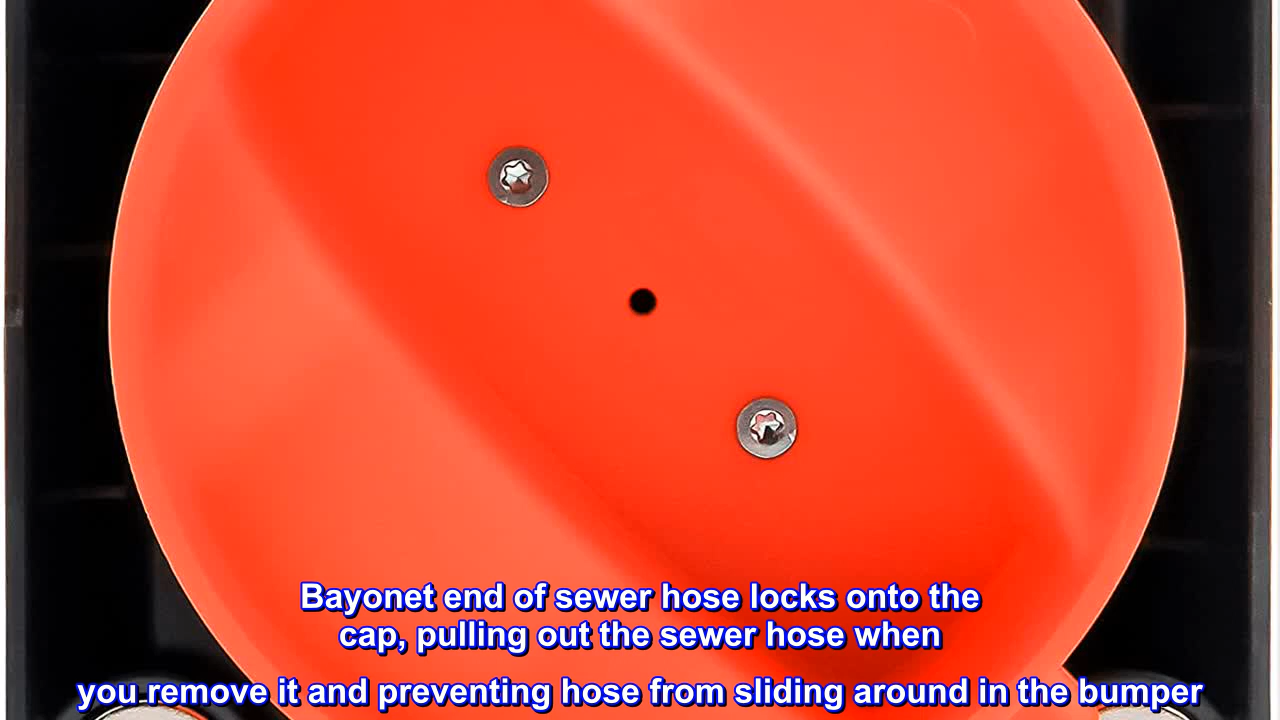 Bayonet end of sewer hose locks onto the
cap, pulling out the sewer hose when
you remove it and preventing hose from sliding around in the bumper